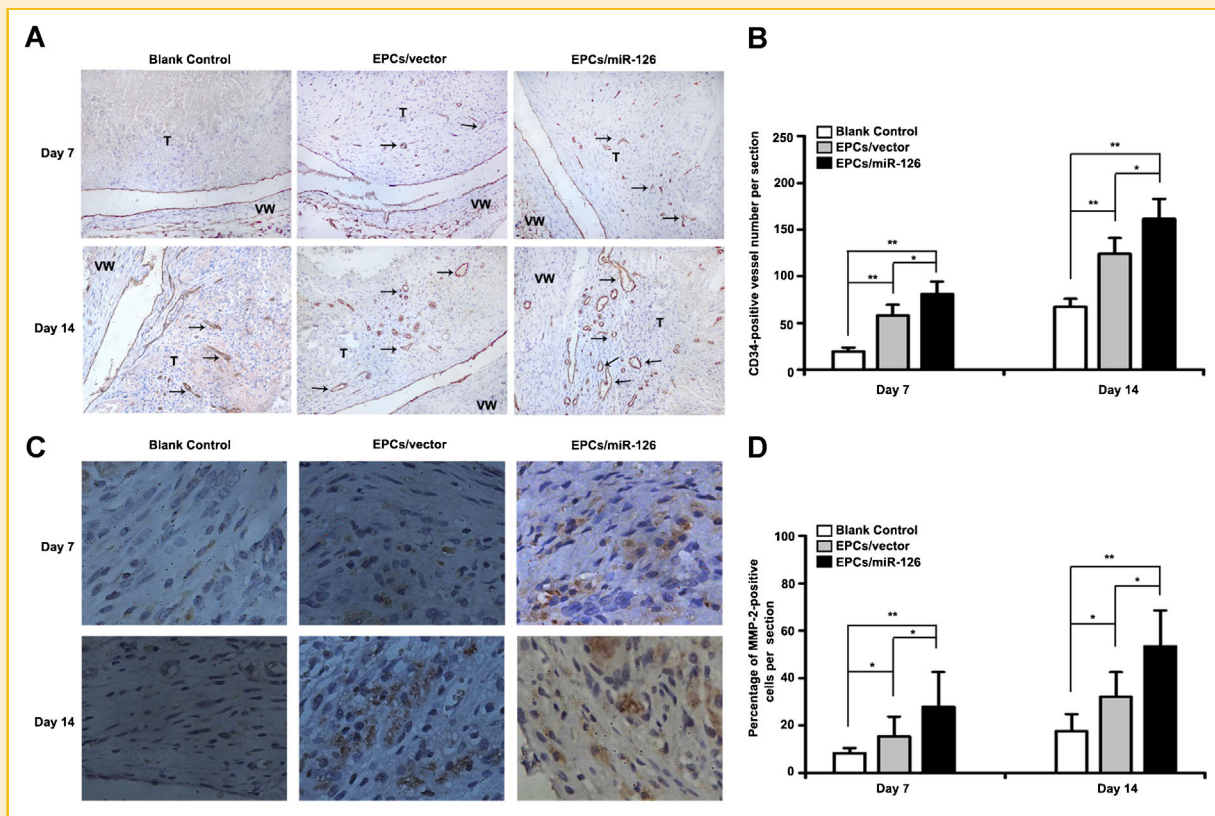 A
Blank Control
EPCs/vector
EPCs/miR-126
Day 7
T
VW
T
VW
T
VW
Day 14
VW
T
T
VW
VW
T
B
Blank Control
EPCs/vector
EPCs/miR-126
CD34-positive vessel number per section
250
200
150
100
50
0
**
**
*
**
**
*
Day 7
Day 14
C
Blank Control
EPCs/vector
EPCs/miR-126
Day 7
Day 14
D
Blank Control
EPCs/vector
EPCs/miR-126
Percentage of MMP-2-positive
cells per section
100
80
60
40
20
0
**
*
*
**
*
*
Day 7
Day 14